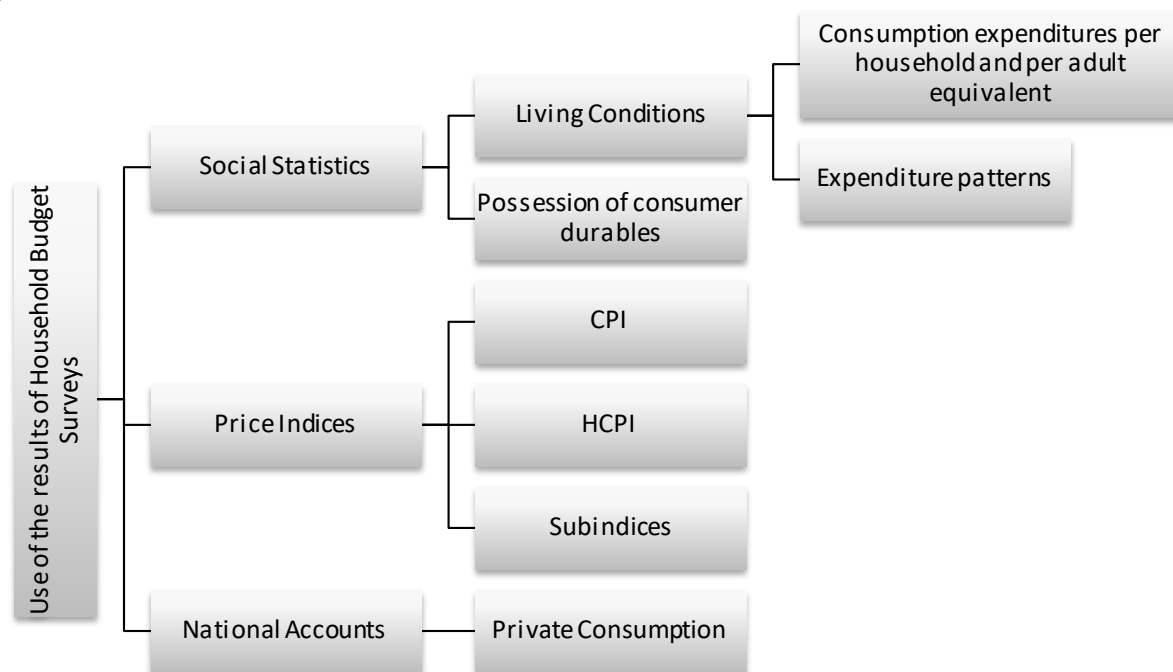 Use of the results of Household Budget
Surveys
Social Statistics
Living Conditions
Consumption expenditures per
household and per adult
equivalent
Expenditure patterns
Possession of consumer
durables
Price Indices
CPI
HCPI
Subindices
National Accounts
Private Consumption